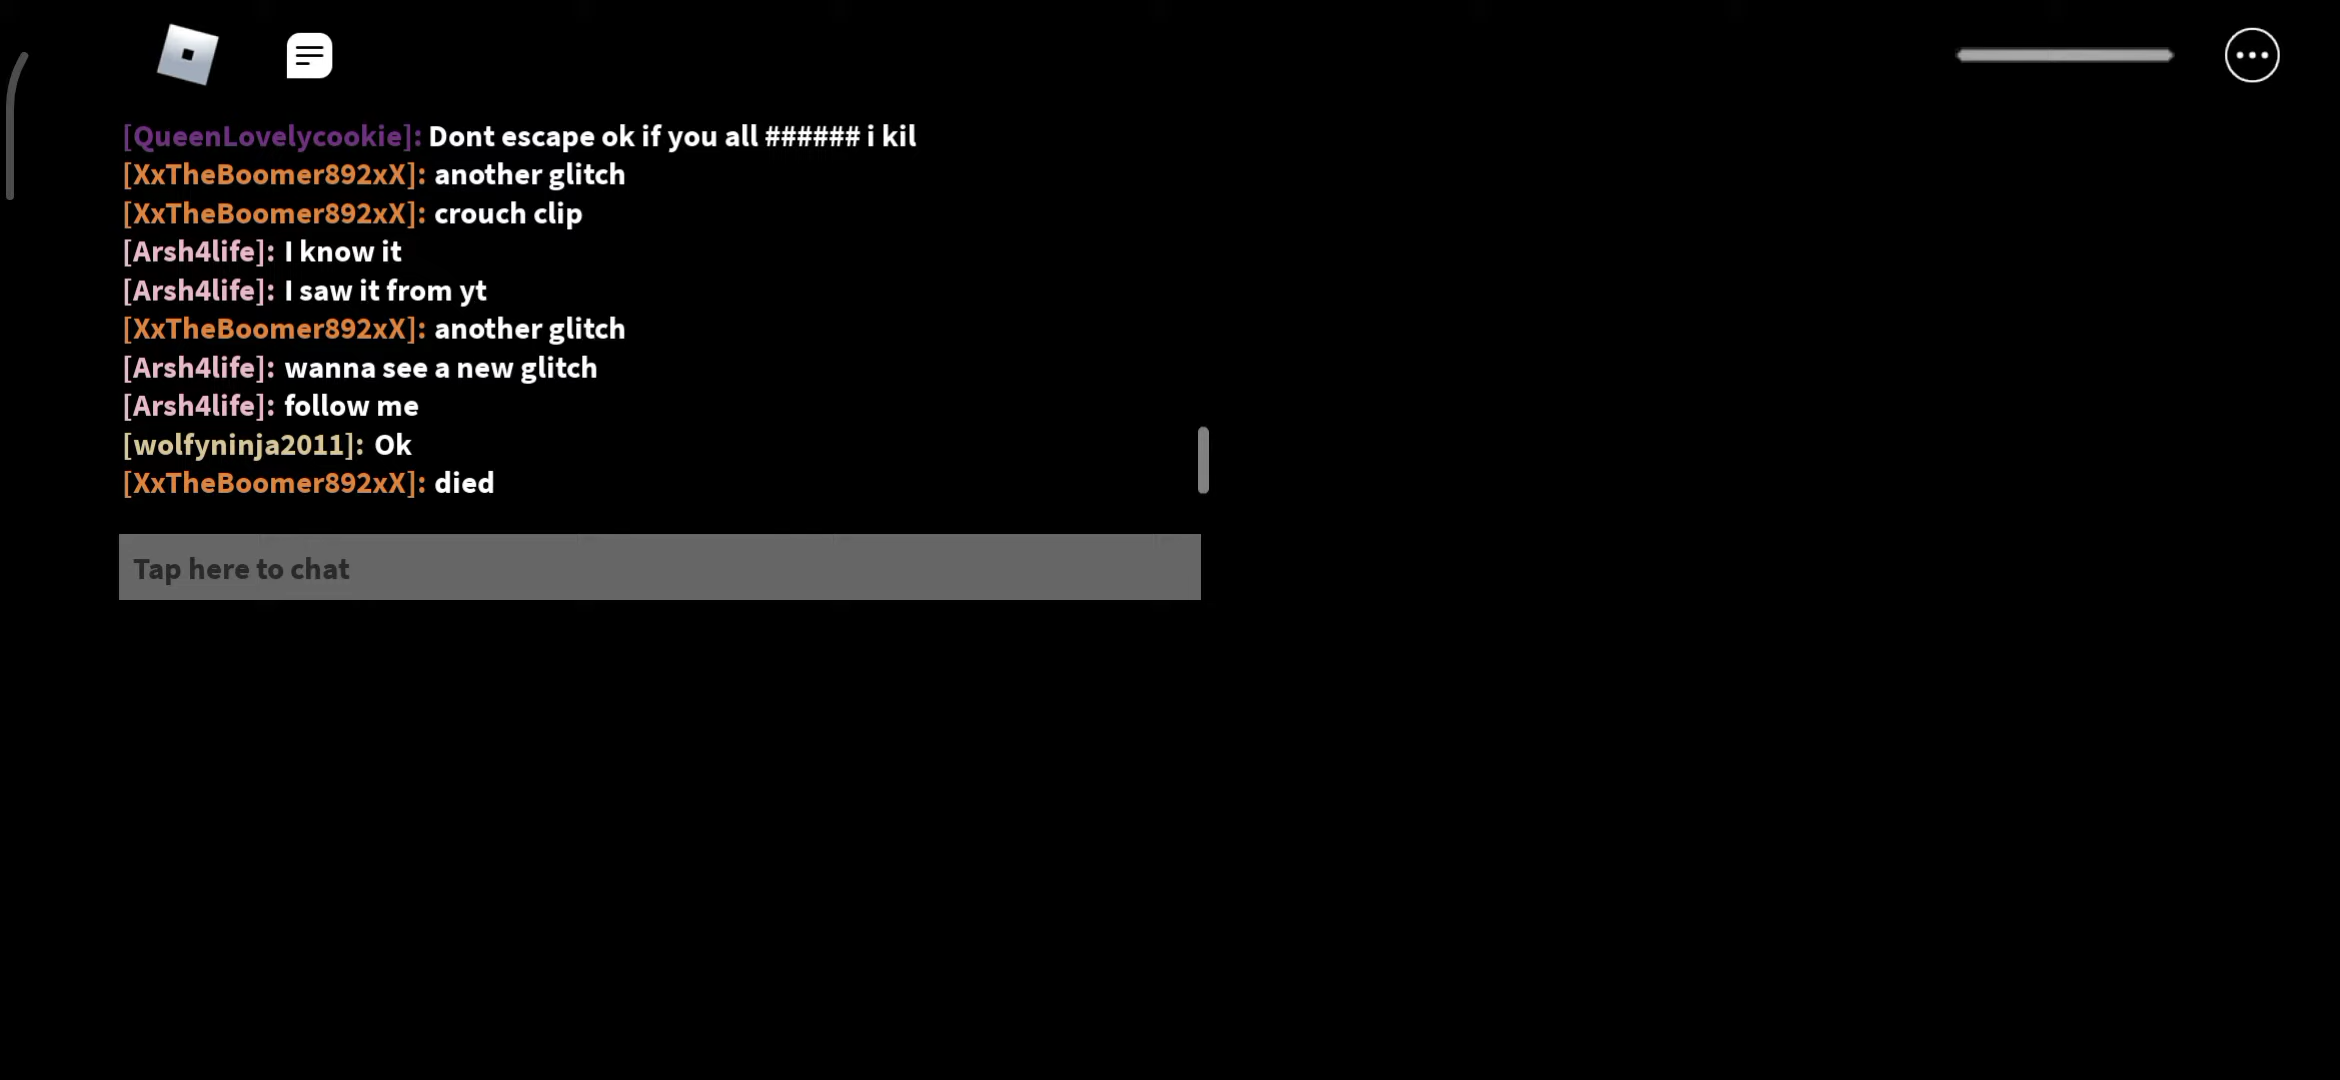 [QueenLovelycookie]: Dont escape ok if you all ###### i kil
[XxTheBoomer892xX]: another glitch
[XxTheBoomer892xX]: crouch clip
[Arsh4life]: I know it
[Arsh4life]: I saw it from yt
[XxTheBoomer892xX]: another glitch
[Arsh4life]: wanna see a new glitch
[Arsh4life]: follow me
[wolfyninja2011]: Ok
[XxTheBoomer892xX]: died
Tap here to chat